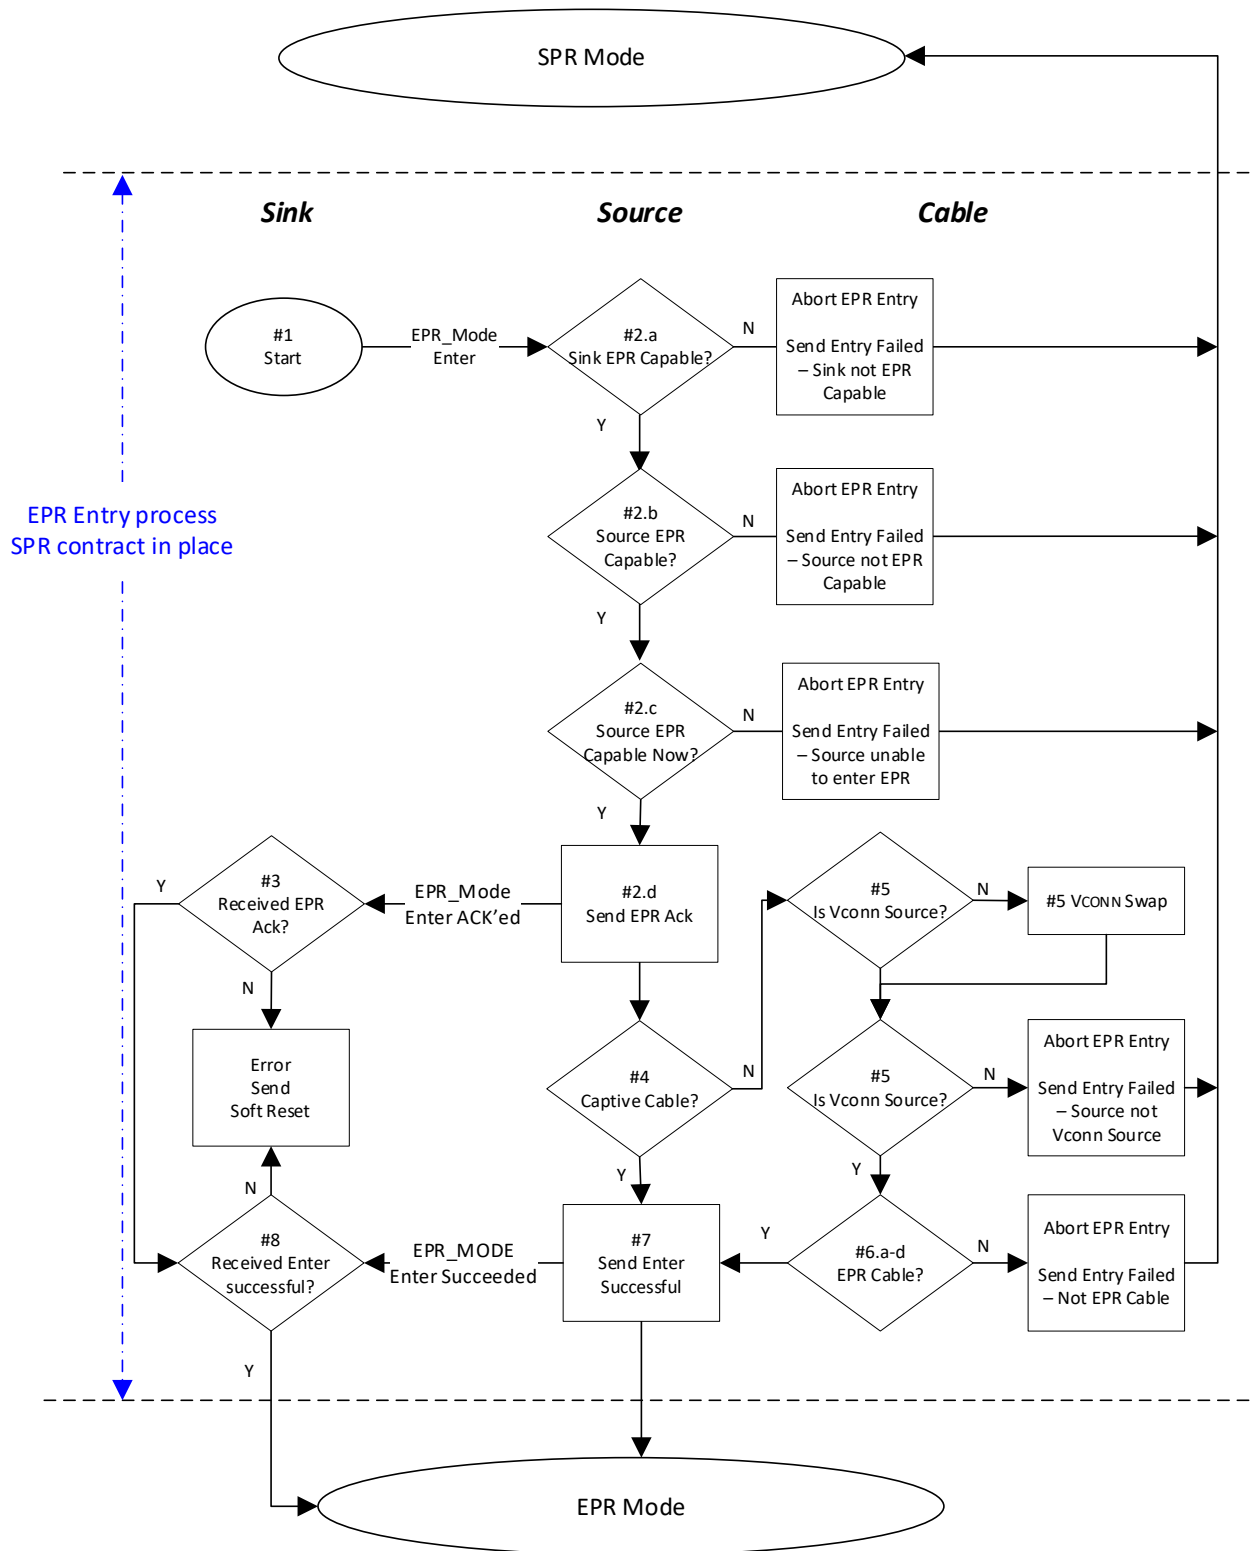 SPR Mode
Sink
Source
Cable
#1
Start
EPR_Mode
Enter
#2.a
Sink EPR Capable?
N
Y
Abort EPR Entry
Send Entry Failed
– Sink not EPR
Capable
EPR Entry process
SPR contract in place
#2.b
Source EPR
Capable?
N
Y
Abort EPR Entry
Send Entry Failed
– Source not EPR
Capable
#2.c
Source EPR
Capable Now?
N
Y
Abort EPR Entry
Send Entry Failed
– Source unable
to enter EPR
Y
#3
Received EPR
Ack?
N
EPR_Mode
Enter ACK’ed
#2.d
Send EPR Ack
#5
Is Vconn Source?
N
#5 VCONN Swap
Error
Send
Soft Reset
#4
Captive Cable?
N
Y
#5
Is Vconn Source?
N
Y
Abort EPR Entry
Send Entry Failed
– Source not
Vconn Source
N
#8
Received Enter
successful?
Y
EPR_MODE
Enter Succeeded
#7
Send Enter
Successful
Y
#6.a-d
EPR Cable?
N
Abort EPR Entry
Send Entry Failed
– Not EPR Cable
EPR Mode